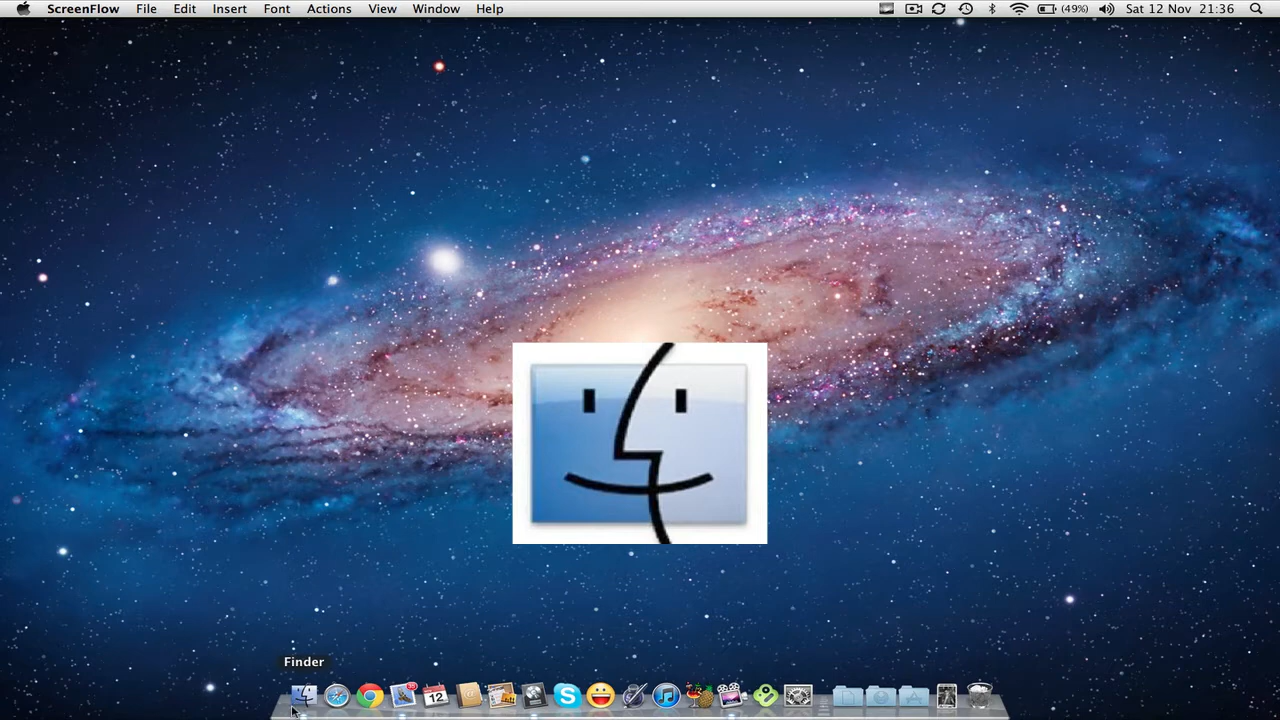 ScreenFlow File Edit Insert Font Actions View Window Help (49%) Sat 12 Nov 21:36
Finder
12